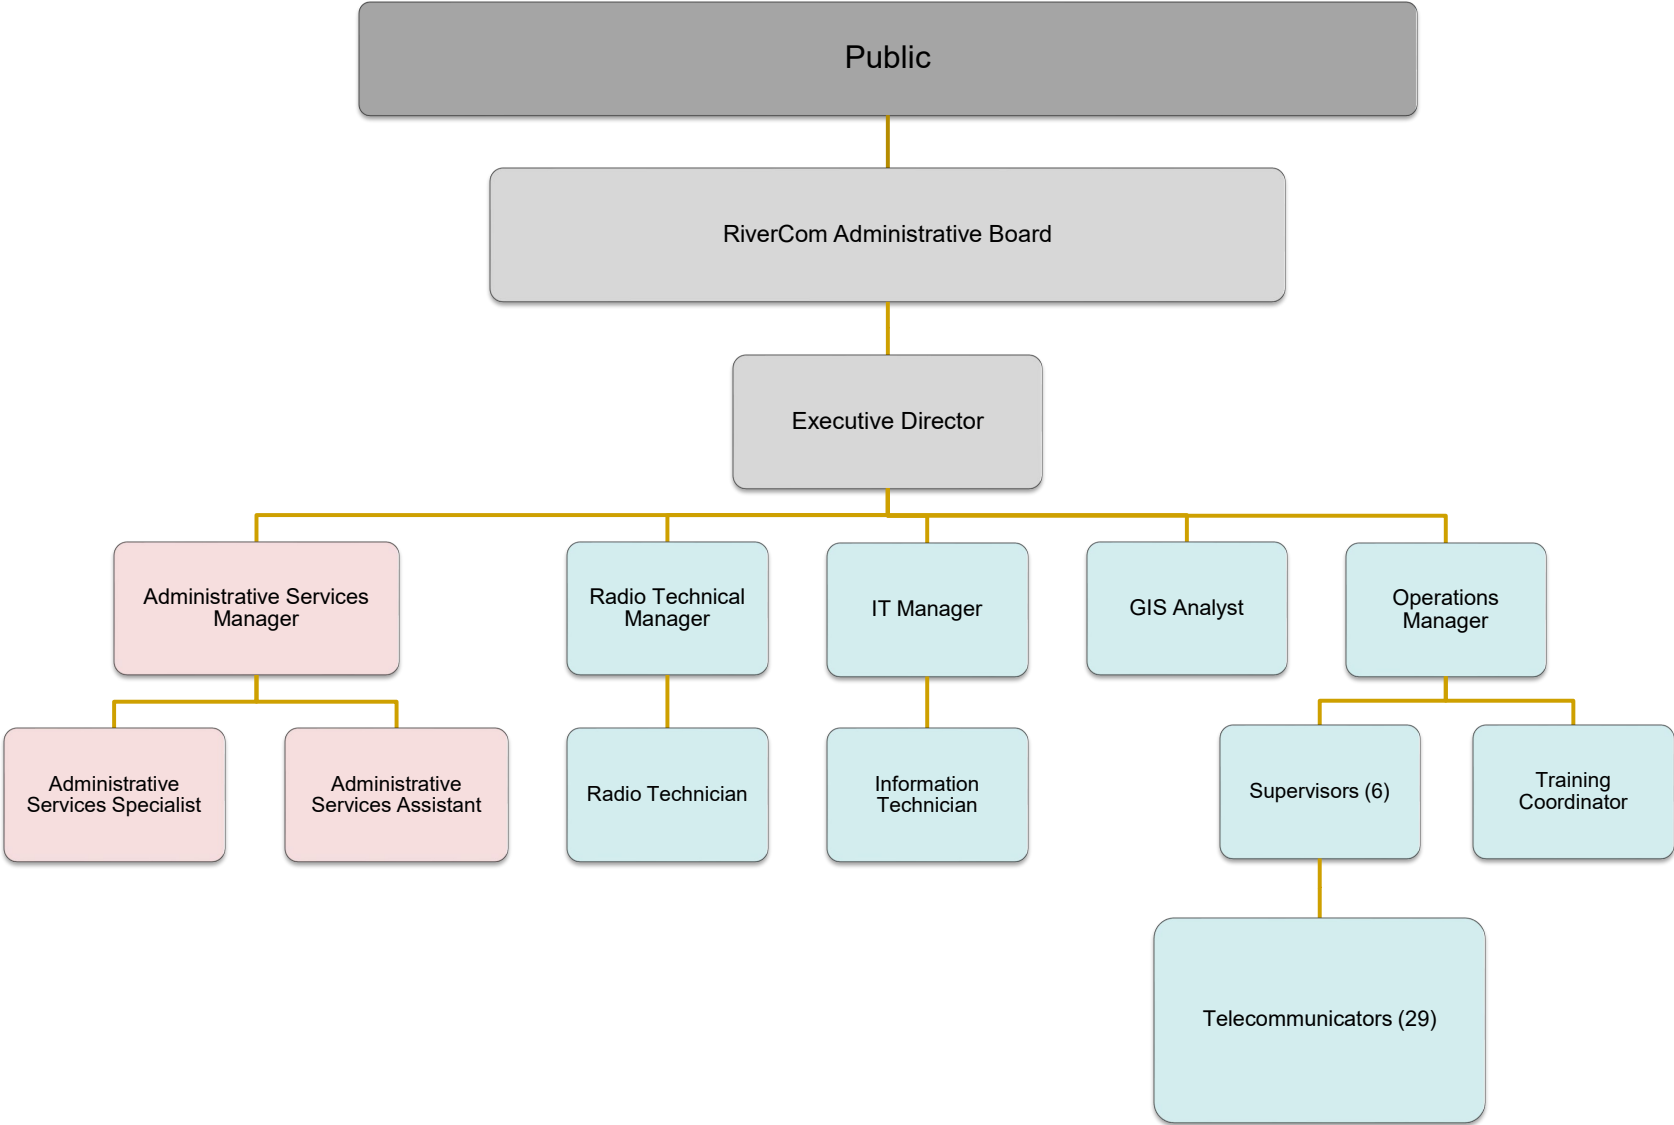 Public
RiverCom Administrative Board
Executive Director
Administrative Services
Manager
Radio Technical
Manager
IT Manager
GIS Analyst
Operations
Manager
Administrative
Services Specialist
Administrative
Services Assistant
Radio Technician
Information
Technician
Supervisors (6)
Training
Coordinator
Telecommunicators (29)